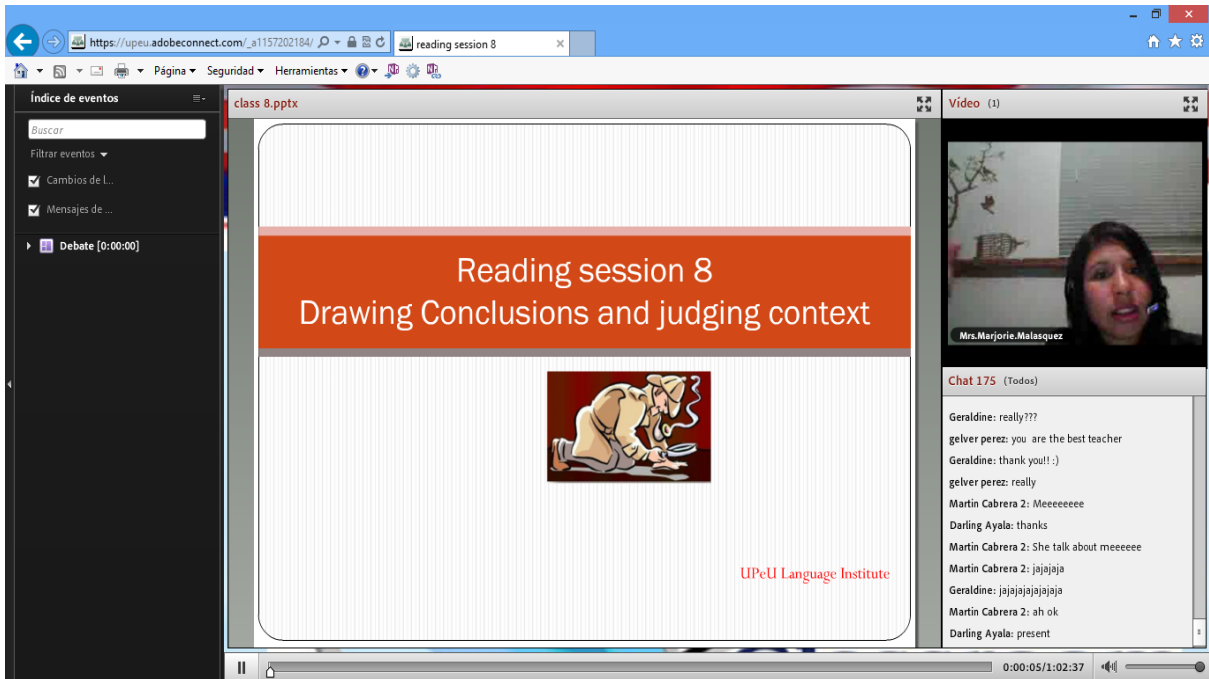 https://upeu.adobeconnect.com/_a1157202184/
reading session 8
Página
Seguridad
Herramientas
Índice de eventos
Buscar
Filtrar eventos
Cambios de l...
Mensajes de ...
Debate [0:00:00]
class 8.pptx
Reading session 8
Drawing Conclusions and judging context
UPeU Language Institute
Vídeo (1)
Mrs.Marjorie.Malasquez
Chat 175 (Todos)
Geraldine: really???
gelver perez: you are the best teacher
Geraldine: thank you!! :)
gelver perez: really
Martin Cabrera 2: Meeeeeeee
Darling Ayala: thanks
Martin Cabrera 2: She talk about meeeeee
Martin Cabrera 2: jajajaja
Geraldine: jajajajajajajaja
Martin Cabrera 2: ah ok
Darling Ayala: present
0:00:05/1:02:37